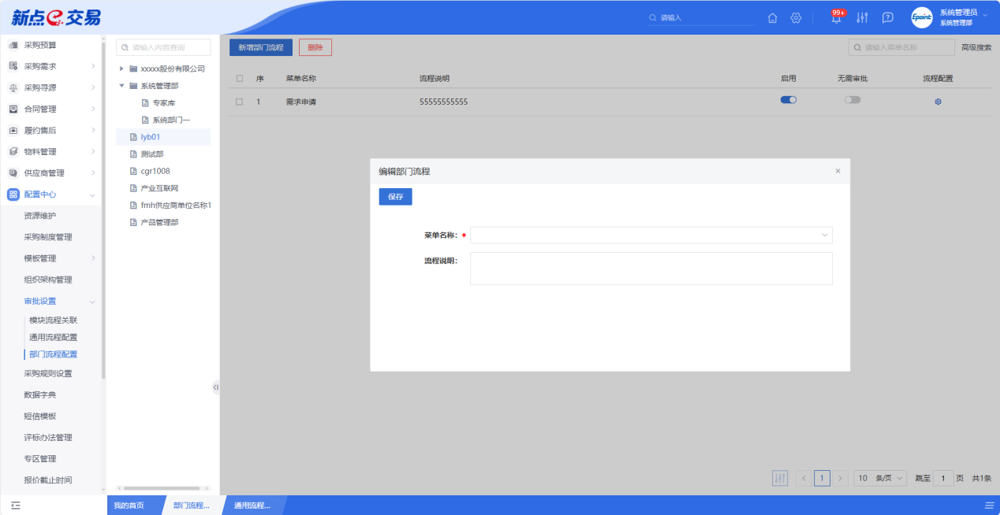 新点e交易
请输入
99+
Epoint
系统管理员
系统管理部
采购预算
采购需求
采购寻源
合同管理
履约售后
物料管理
供应商管理
配置中心
资源维护
采购制度管理
模板管理
组织架构管理
审批设置
模块流程关联
通用流程配置
部门流程配置
采购规则设置
数据字典
短信模板
评标办法管理
专区管理
报价截止时间
请输入内容查询
xxxxx股份有限公司
系统管理部
专家库
系统部门一
lyb01
测试部
cgr1008
产业互联网
fmh供应商单位名称1
产品管理部
新增部门流程 删除
请输入菜单名称 高级搜索
序 菜单名称 流程说明 启用 无需审批 流程配置
1 需求申请 55555555555
编辑部门流程 ×
保存
菜单名称: *
流程说明:
1 10 条/页 跳至 1 页 共1条
我的首页 部门流程... 通用流程...